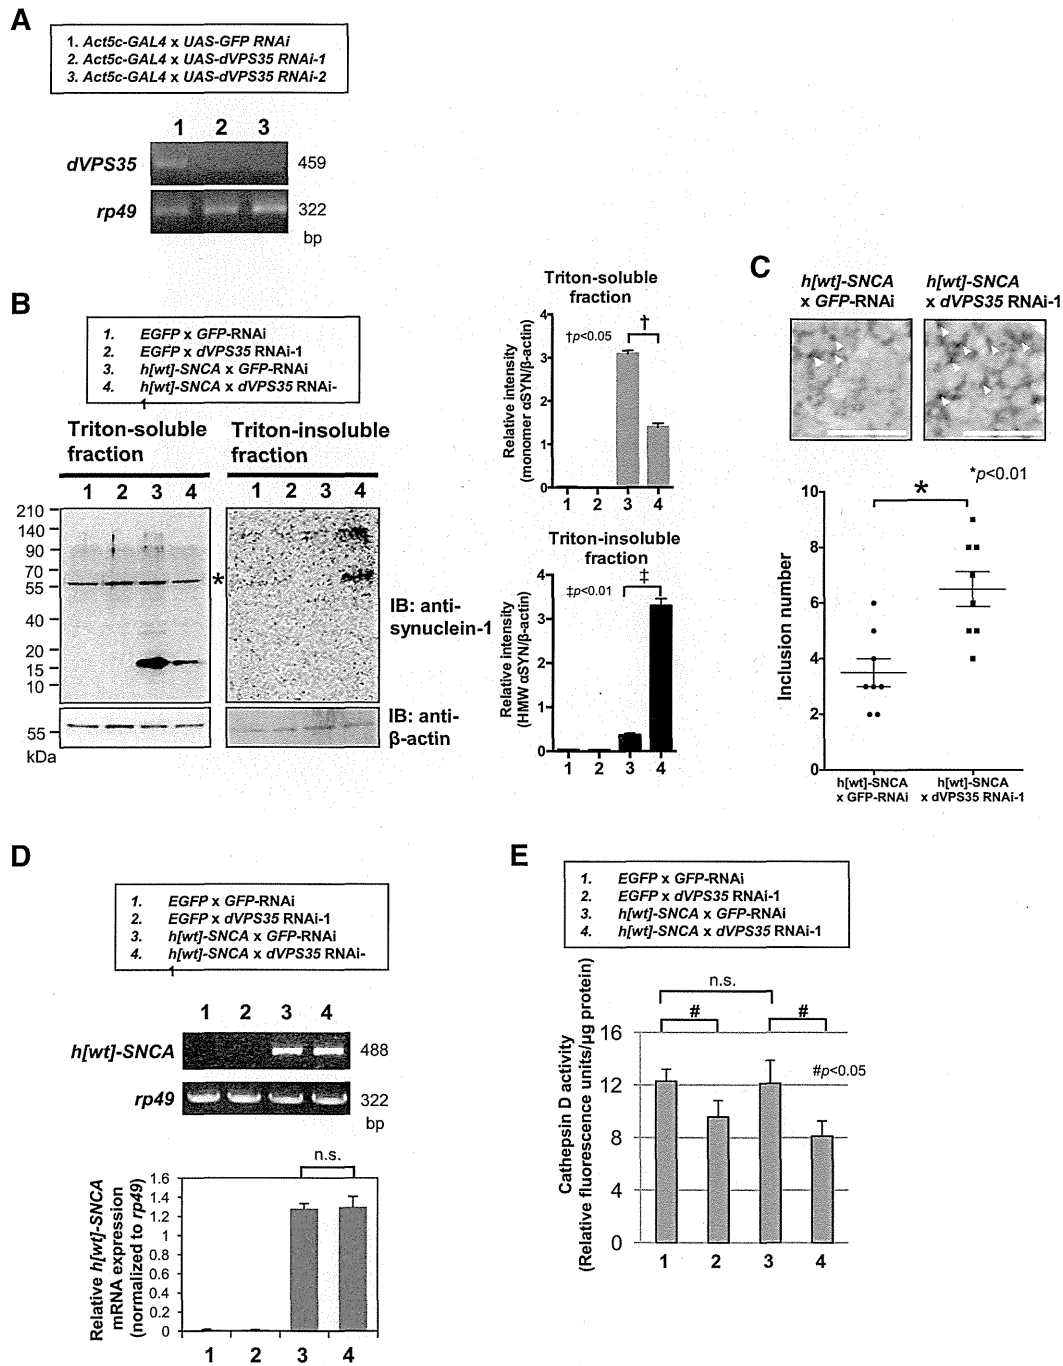 A
1. Act5c-GAL4 x UAS-GFP RNAi
2. Act5c-GAL4 x UAS-dVPS35 RNAi-1
3. Act5c-GAL4 x UAS-dVPS35 RNAi-2
1 2 3
dVPS35 459
rp49 322
bp
B
1. EGFP x GFP-RNAi
2. EGFP x dVPS35 RNAi-1
3. h[wt]-SNCA x GFP-RNAi
4. h[wt]-SNCA x dVPS35 RNAi-
1
Triton-soluble
fraction
Triton-insoluble
fraction
1 2 3 4
1 2 3 4
210
140
90
70
55
40
20
15
10
*
IB: anti-
synuclein-1
55
kDa
IB: anti-
β-actin
Triton-soluble
fraction
†p<0.05
†
Relative intensity
(monomer αSYN/β-actin)
4
3
2
1
0
1 2 3 4
Triton-insoluble
fraction
‡p<0.01
‡
Relative intensity
(HMW αSYN/β-actin)
4
3
2
1
0
1 2 3 4
C
h[wt]-SNCA
x GFP-RNAi
h[wt]-SNCA
x dVPS35 RNAi-1
*p<0.01
*
Inclusion number
10
8
6
4
2
0
h[wt]-SNCA
x GFP-RNAi
h[wt]-SNCA
x dVPS35 RNAi-1
D
1. EGFP x GFP-RNAi
2. EGFP x dVPS35 RNAi-1
3. h[wt]-SNCA x GFP-RNAi
4. h[wt]-SNCA x dVPS35 RNAi-
1
1 2 3 4
h[wt]-SNCA 488
rp49 322
bp
n.s.
Relative h[wt]-SNCA
mRNA expression
(normalized to rp49)
1.6
1.4
1.2
1
0.8
0.6
0.4
0.2
0
1 2 3 4
E
1. EGFP x GFP-RNAi
2. EGFP x dVPS35 RNAi-1
3. h[wt]-SNCA x GFP-RNAi
4. h[wt]-SNCA x dVPS35 RNAi-1
n.s.
# #
#p<0.05
Cathepsin D activity
(Relative fluorescence units/µg protein)
16
12
8
4
0
1 2 3 4